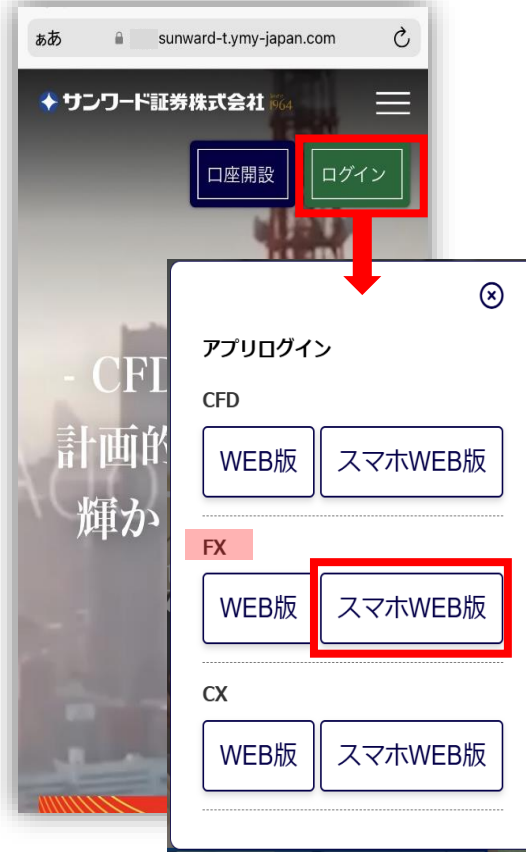 ぁあ
sunward-t.ymy-japan.com
サンワード証券株式会社 since 1964
口座開設
ログイン
- CFD
計画的
輝か
アプリログイン
CFD
WEB版
スマホWEB版
FX
WEB版
スマホWEB版
CX
WEB版
スマホWEB版